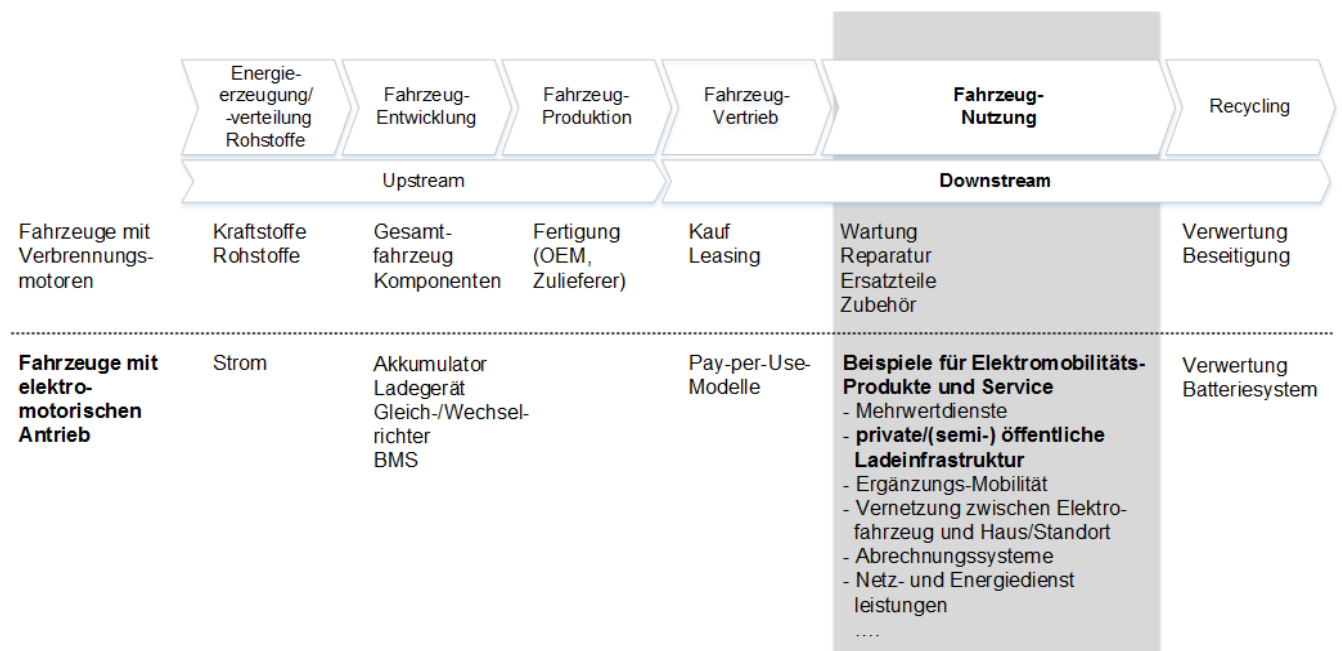 Energie-
erzeugung/
-verteilung
Rohstoffe
Fahrzeug-
Entwicklung
Fahrzeug-
Produktion
Fahrzeug-
Vertrieb
Fahrzeug-
Nutzung
Recycling
Upstream
Downstream
Fahrzeuge mit
Verbrennungs-
motoren
Kraftstoffe
Rohstoffe
Gesamt-
fahrzeug
Komponenten
Fertigung
(OEM,
Zulieferer)
Kauf
Leasing
Wartung
Reparatur
Ersatzteile
Zubehör
Verwertung
Beseitigung
Fahrzeuge mit
elektro-
motorischen
Antrieb
Strom
Akkumulator
Ladegerät
Gleich-/Wechsel-
richter
BMS
Pay-per-Use-
Modelle
Beispiele für Elektromobilitäts-
Produkte und Service
- Mehrwertdienste
- private/(semi-) öffentliche
Ladeinfrastruktur
- Ergänzungs-Mobilität
- Vernetzung zwischen Elektro-
fahrzeug und Haus/Standort
- Abrechnungssysteme
- Netz- und Energiedienst
leistungen
....
Verwertung
Batteriesystem